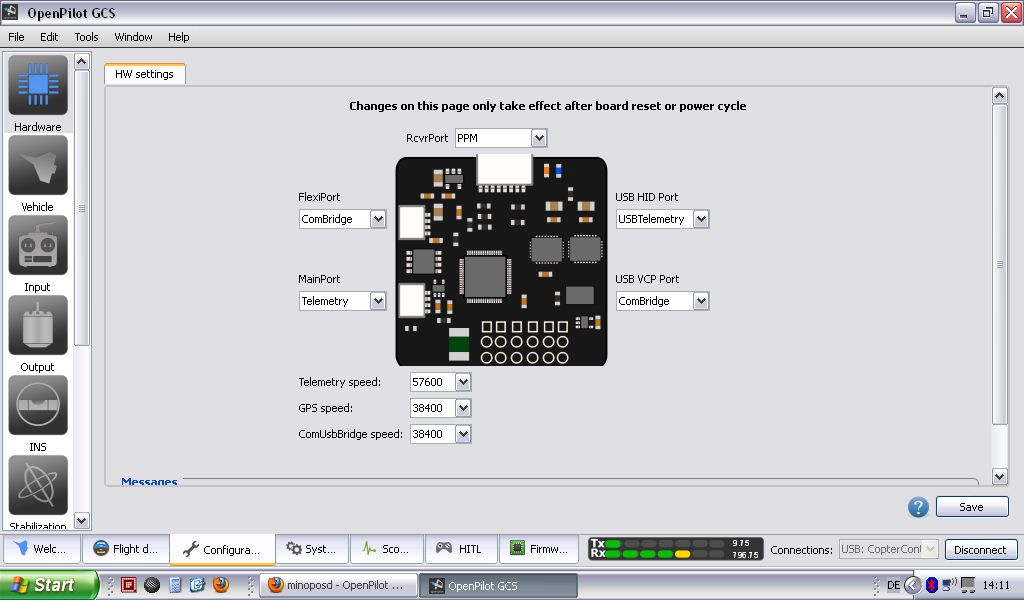 OpenPilot GCS
File Edit Tools Window Help
HW settings
Changes on this page only take effect after board reset or power cycle
Hardware
RcvrPort PPM
Vehicle
FlexiPort
ComBridge
USB HID Port
USBTelemetry
Input
MainPort
Telemetry
USB VCP Port
ComBridge
Output
Telemetry speed: 57600
GPS speed: 38400
ComUsbBridge speed: 38400
INS
Messages
Stabilization
? Save
Welc... Flight d... Configura... Syst... Sco... HITL Firmw...
Tx 9.75
Rx 796.75
Connections: USB: CopterCont Disconnect
Start minoposd - OpenPilot ... OpenPilot GCS DE 14:11